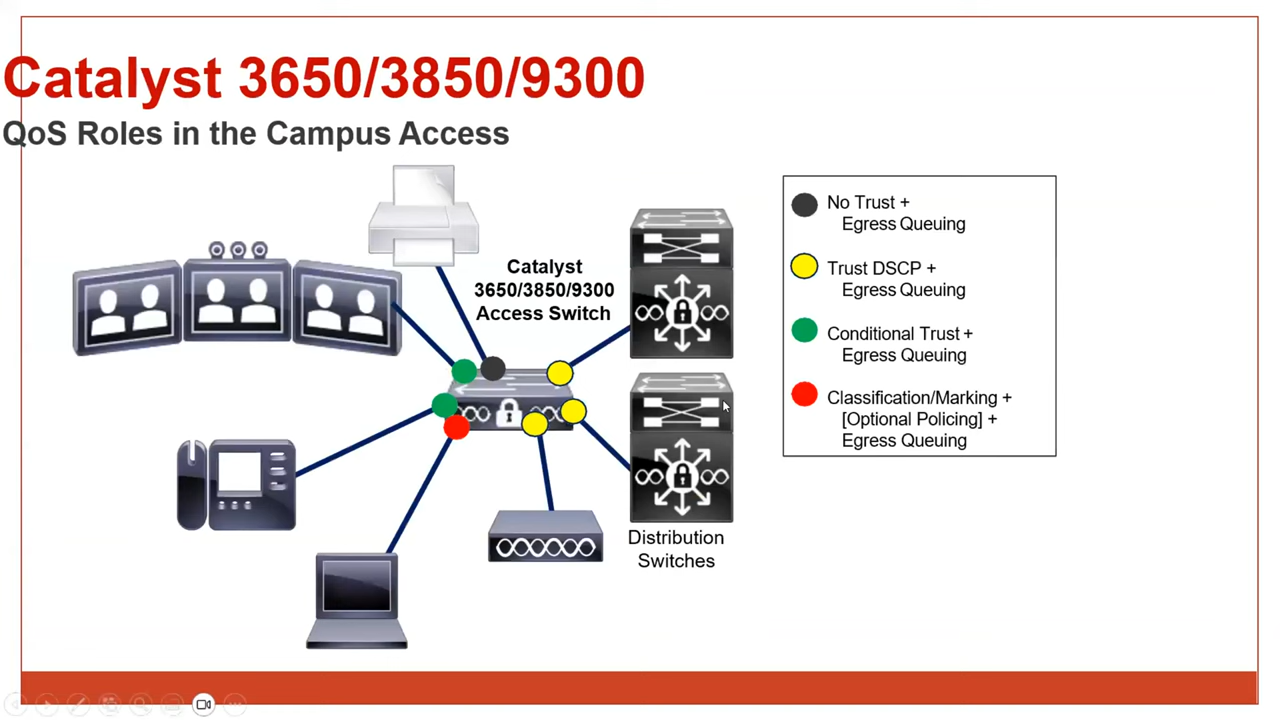 Catalyst 3650/3850/9300
QoS Roles in the Campus Access
Catalyst
3650/3850/9300
Access Switch
Distribution
Switches
No Trust +
Egress Queuing
Trust DSCP +
Egress Queuing
Conditional Trust +
Egress Queuing
Classification/Marking +
[Optional Policing] +
Egress Queuing